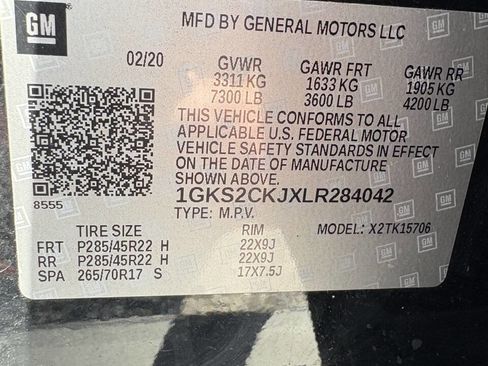 GM
MFD BY GENERAL MOTORS LLC
02/20 GVWR GAWR FRT GAWR RR
3311 KG 1633 KG 1905 KG
7300 LB 3600 LB 4200 LB
THIS VEHICLE CONFORMS TO ALL
APPLICABLE U.S. FEDERAL MOTOR
VEHICLE SAFETY STANDARDS IN EFFECT
ON THE DATE OF MANUFACTURE
SHOWN ABOVE.
8555 1GKS2CKJXLR284042
TYPE: M.P.V. MODEL: X2TK15706
TIRE SIZE RIM
FRT P285/45R22 H 22X9J
RR P285/45R22 H 22X9J
SPA 265/70R17 S 17X7.5J